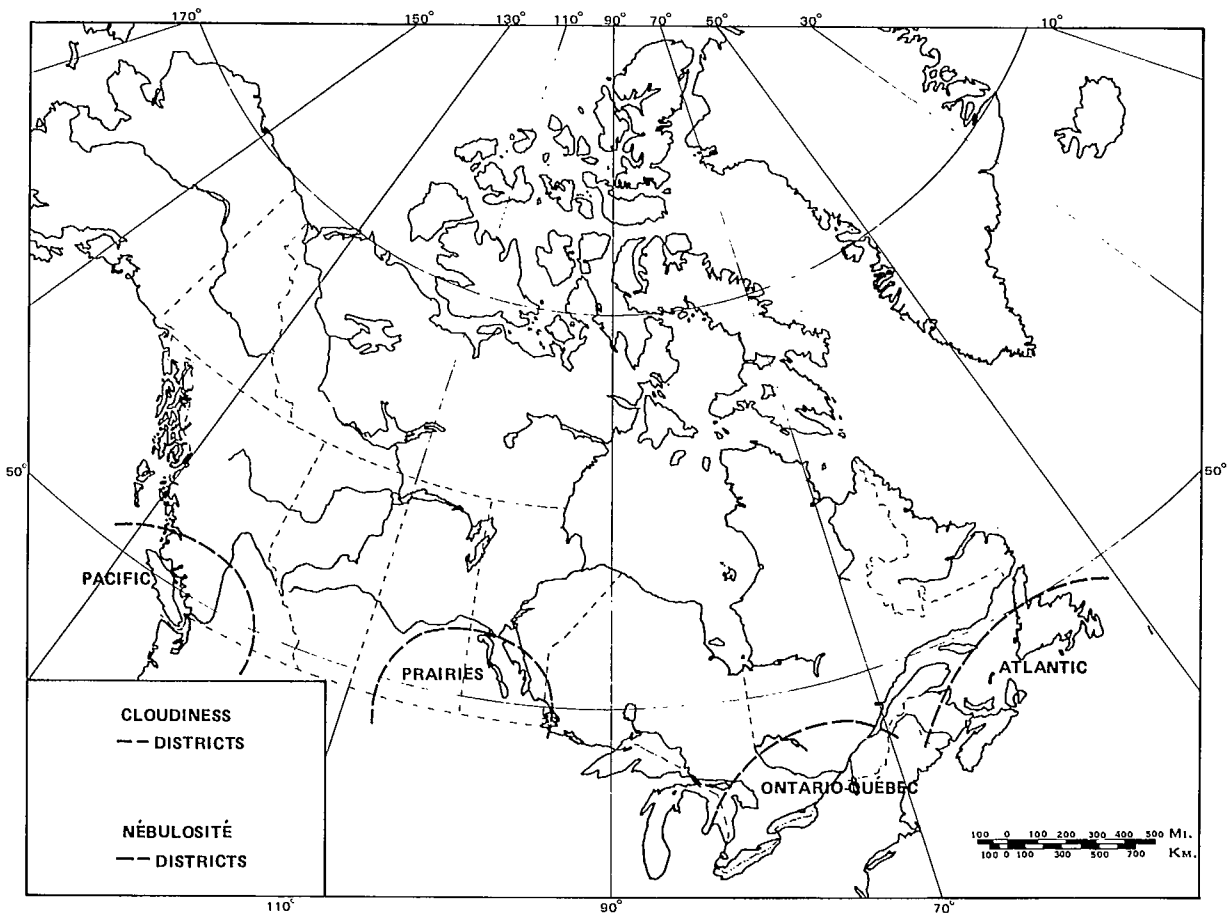 170° 150° 130° 110° 90° 70° 50° 30° 10°
50° 50°
PACIFIC
PRAIRIES
ATLANTIC
ONTARIO-QUÉBEC
CLOUDINESS
DISTRICTS
NÉBULOSITÉ
DISTRICTS
100 0 100 200 300 400 500 MI.
100 0 100 300 500 700 KM.
110° 90° 70°